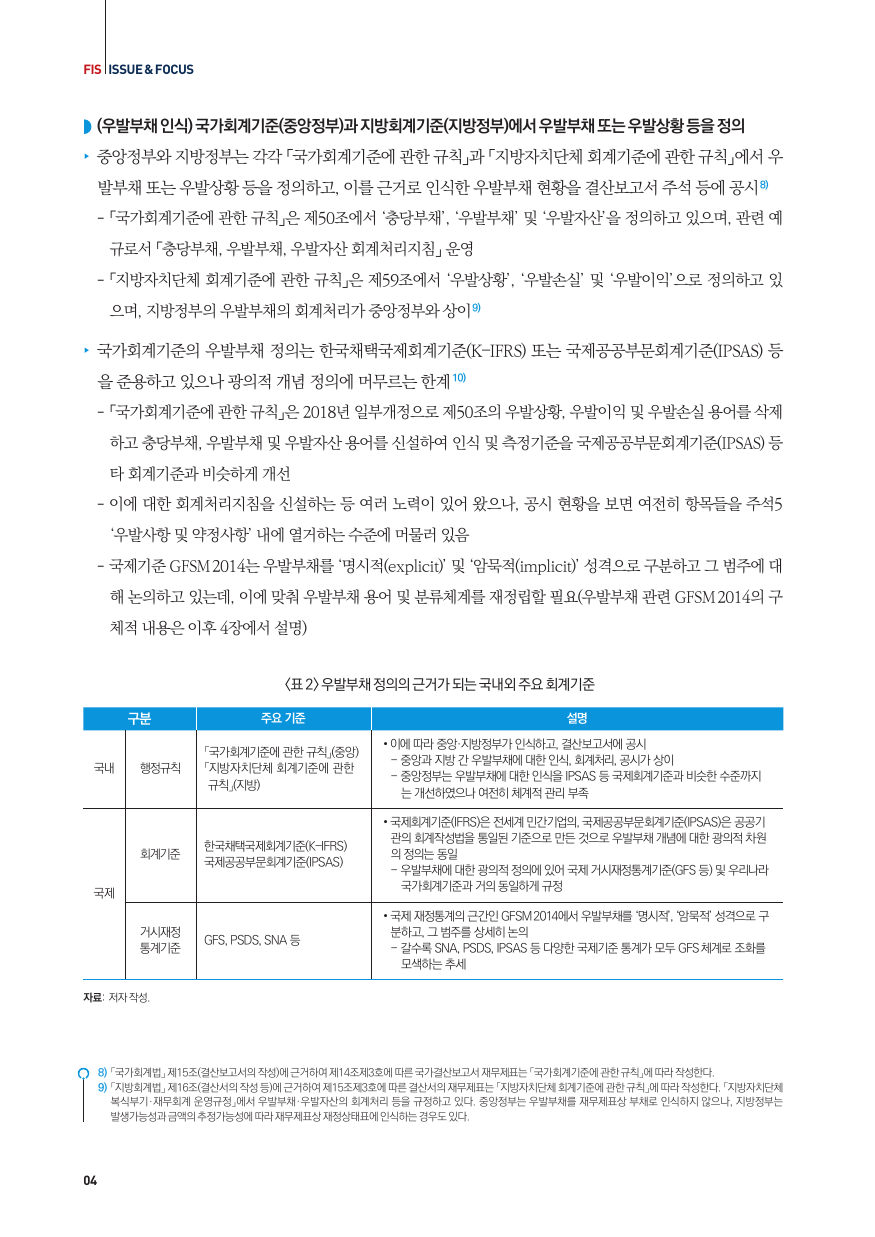 FIS ISSUE & FOCUS
(우발부채 인식) 국가회계기준(중앙정부)과 지방회계기준(지방정부)에서 우발부채 또는 우발상황 등을 정의
‣ 중앙정부와 지방정부는 각각 「국가회계기준에 관한 규칙」과 「지방자치단체 회계기준에 관한 규칙」에서 우
발부채 또는 우발상황 등을 정의하고, 이를 근거로 인식한 우발부채 현황을 결산보고서 주석 등에 공시8)
- 「국가회계기준에 관한 규칙」은 제50조에서 ‘충당부채’, ‘우발부채’ 및 ‘우발자산’을 정의하고 있으며, 관련 예
규로서 「충당부채, 우발부채, 우발자산 회계처리지침」 운영
- 「지방자치단체 회계기준에 관한 규칙」은 제59조에서 ‘우발상황’, ‘우발손실’ 및 ‘우발이익’으로 정의하고 있
으며, 지방정부의 우발부채의 회계처리가 중앙정부와 상이9)
‣ 국가회계기준의 우발부채 정의는 한국채택국제회계기준(K-IFRS) 또는 국제공공부문회계기준(IPSAS) 등
을 준용하고 있으나 광의적 개념 정의에 머무르는 한계10)
- 「국가회계기준에 관한 규칙」은 2018년 일부개정으로 제50조의 우발상황, 우발이익 및 우발손실 용어를 삭제
하고 충당부채, 우발부채 및 우발자산 용어를 신설하여 인식 및 측정기준을 국제공공부문회계기준(IPSAS) 등
타 회계기준과 비슷하게 개선
- 이에 대한 회계처리지침을 신설하는 등 여러 노력이 있어 왔으나, 공시 현황을 보면 여전히 항목들을 주석5
‘우발사항 및 약정사항’ 내에 열거하는 수준에 머물러 있음
- 국제기준 GFSM 2014는 우발부채를 ‘명시적(explicit)’ 및 ‘암묵적(implicit)’ 성격으로 구분하고 그 범주에 대
해 논의하고 있는데, 이에 맞춰 우발부채 용어 및 분류체계를 재정립할 필요(우발부채 관련 GFSM 2014의 구
체적 내용은 이후 4장에서 설명)
〈표 2〉 우발부채 정의의 근거가 되는 국내외 주요 회계기준
구분 주요 기준 설명
국내 행정규칙
「국가회계기준에 관한 규칙」(중앙)
「지방자치단체 회계기준에 관한
규칙」(지방)
• 이에 따라 중앙·지방정부가 인식하고, 결산보고서에 공시
- 중앙과 지방 간 우발부채에 대한 인식, 회계처리, 공시가 상이
- 중앙정부는 우발부채에 대한 인식을 IPSAS 등 국제회계기준과 비슷한 수준까지
는 개선하였으나 여전히 체계적 관리 부족
국제
회계기준
한국채택국제회계기준(K-IFRS)
국제공공부문회계기준(IPSAS)
• 국제회계기준(IFRS)은 전세계 민간기업의, 국제공공부문회계기준(IPSAS)은 공공기
관의 회계작성법을 통일된 기준으로 만든 것으로 우발부채 개념에 대한 광의적 차원
의 정의는 동일
- 우발부채에 대한 광의적 정의에 있어 국제 거시재정통계기준(GFS 등) 및 우리나라
국가회계기준과 거의 동일하게 규정
거시재정
통계기준
GFS, PSDS, SNA 등
• 국제 재정통계의 근간인 GFSM 2014에서 우발부채를 ‘명시적’, ‘암묵적’ 성격으로 구
분하고, 그 범주를 상세히 논의
- 갈수록 SNA, PSDS, IPSAS 등 다양한 국제기준 통계가 모두 GFS 체계로 조화를
모색하는 추세
자료: 저자 작성.
8) 「국가회계법」 제15조(결산보고서의 작성)에 근거하여 제14조제3호에 따른 국가결산보고서 재무제표는 「국가회계기준에 관한 규칙」에 따라 작성한다.
9) 「지방회계법」 제16조(결산서의 작성 등)에 근거하여 제15조제3호에 따른 결산서의 재무제표는 「지방자치단체 회계기준에 관한 규칙」에 따라 작성한다. 「지방자치단체
복식부기·재무회계 운영규정」에서 우발부채·우발자산의 회계처리 등을 규정하고 있다. 중앙정부는 우발부채를 재무제표상 부채로 인식하지 않으나, 지방정부는
발생가능성과 금액의 추정가능성에 따라 재무제표상 재정상태표에 인식하는 경우도 있다.
04